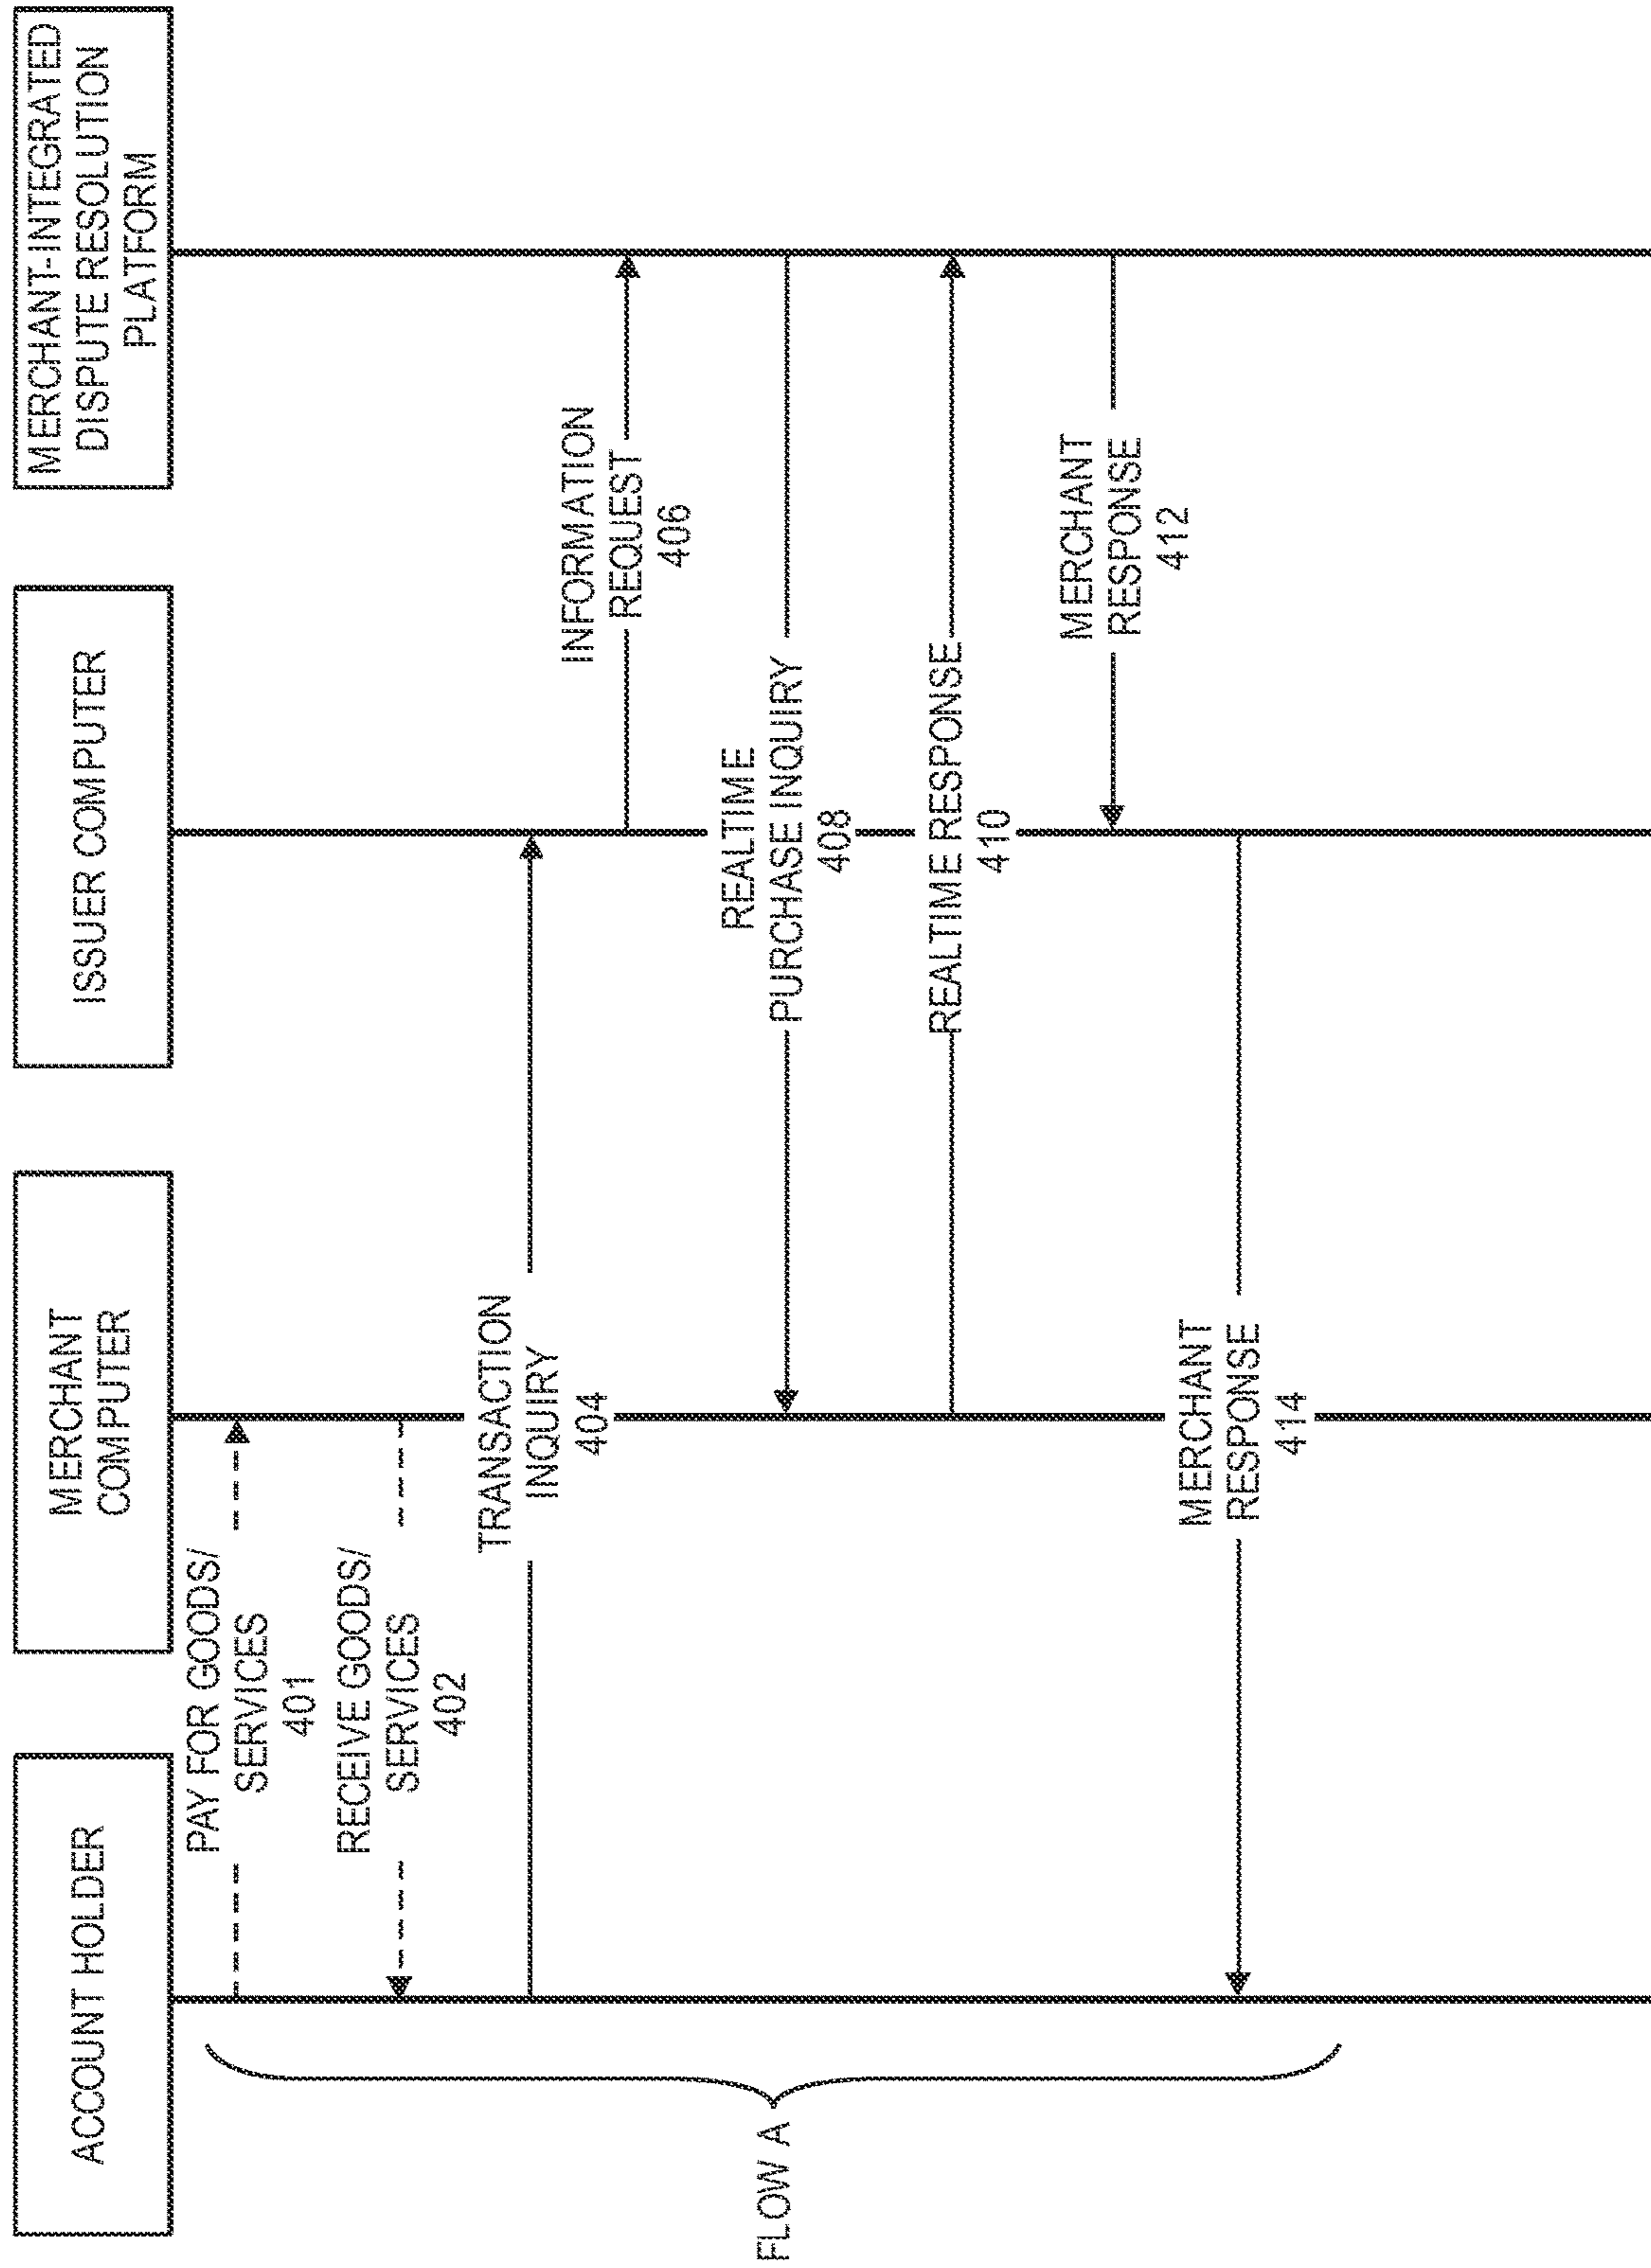 ACCOUNT HOLDER
MERCHANT
COMPUTER
ISSUER COMPUTER
MERCHANT-INTEGRATED
DISPUTE RESOLUTION
PLATFORM
PAY FOR GOODS/
SERVICES
401
RECEIVE GOODS/
SERVICES
402
TRANSACTION
INQUIRY
404
INFORMATION
REQUEST
406
REALTIME
PURCHASE INQUIRY
408
REALTIME RESPONSE
410
MERCHANT
RESPONSE
412
MERCHANT
RESPONSE
414
FLOW A